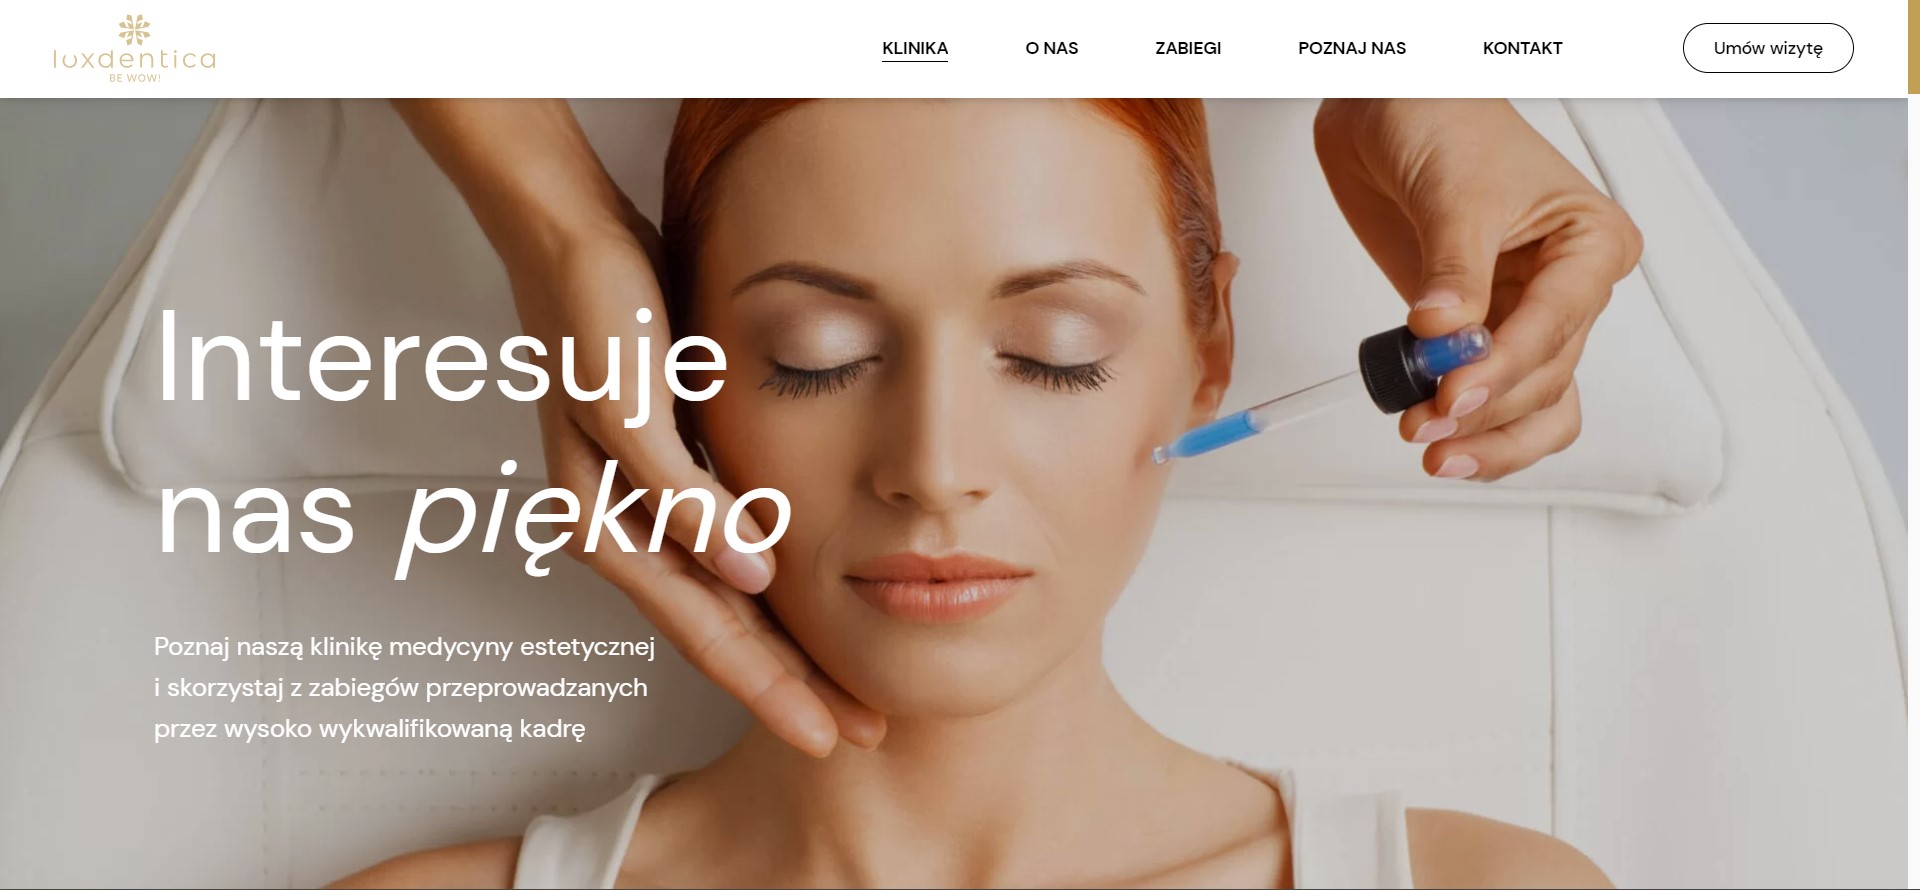 luxdentica
BE WOW!
KLINIKA
O NAS
ZABIEGI
POZNAJ NAS
KONTAKT
Umów wizytę
Interesuje
nas piękno
Poznaj naszą klinikę medycyny estetycznej
i skorzystaj z zabiegów przeprowadzanych
przez wysoko wykwalifikowaną kadrę